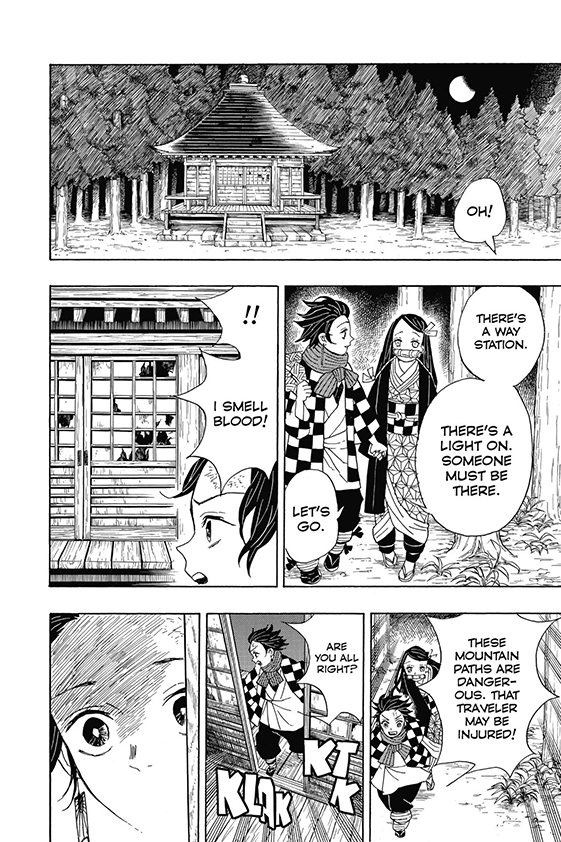 OH!
THERE'S
A WAY
STATION.
THERE'S A
LIGHT ON.
SOMEONE
MUST BE
THERE.
LET'S
GO.
!!
I SMELL
BLOOD!
THESE
MOUNTAIN
PATHS ARE
DANGER-
OUS. THAT
TRAVELER
MAY BE
INJURED!
ARE
YOU ALL
RIGHT?
KT
K
KLAK